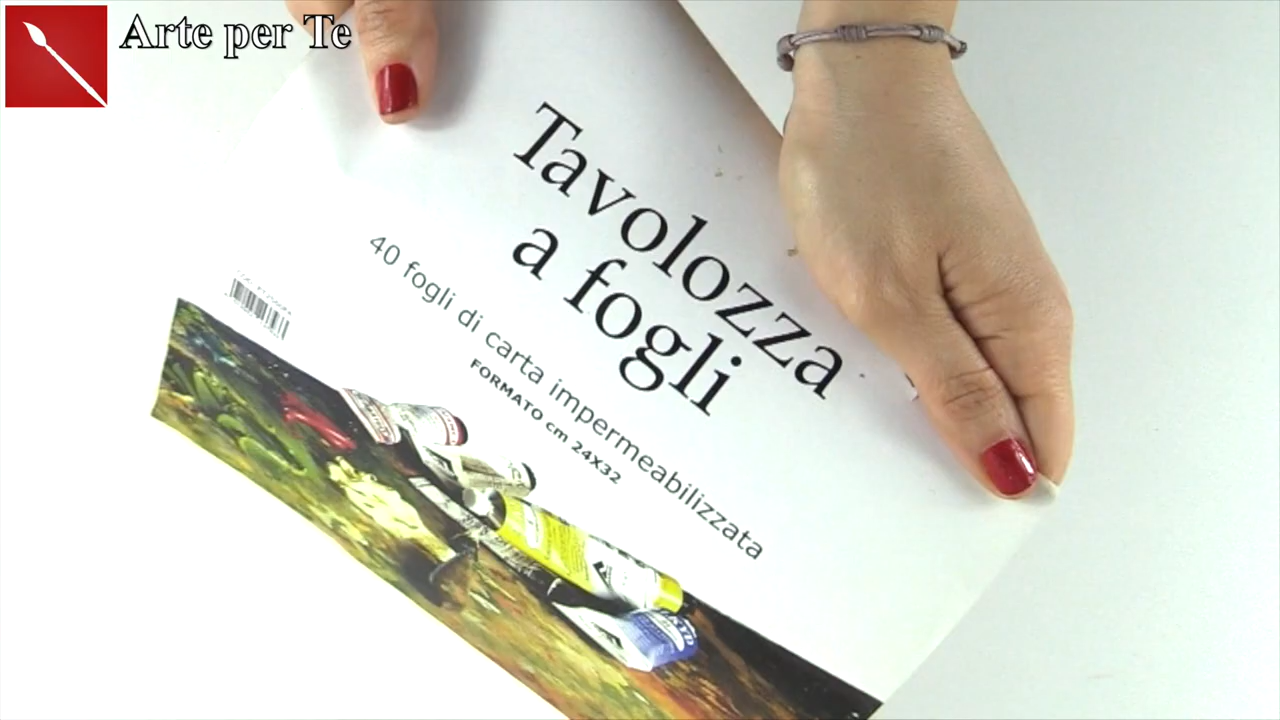 Arte per Te
Tavolozza
a fogli
40 fogli di carta impermeabilizzata
FORMATO cm 24X32